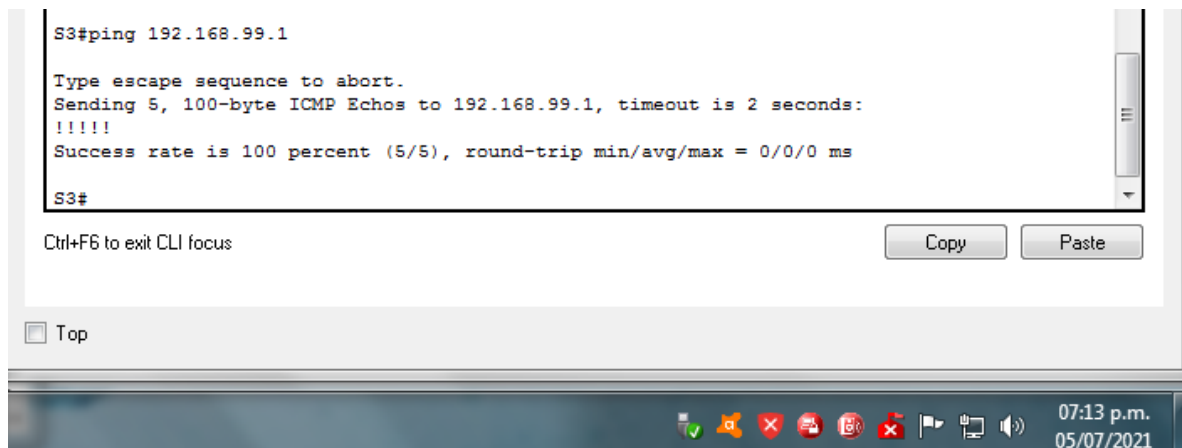 S3#ping 192.168.99.1
Type escape sequence to abort.
Sending 5, 100-byte ICMP Echos to 192.168.99.1, timeout is 2 seconds:
!!!!!
Success rate is 100 percent (5/5), round-trip min/avg/max = 0/0/0 ms
S3#
Ctrl+F6 to exit CLI focus
Copy
Paste
Top
07:13 p.m.
05/07/2021